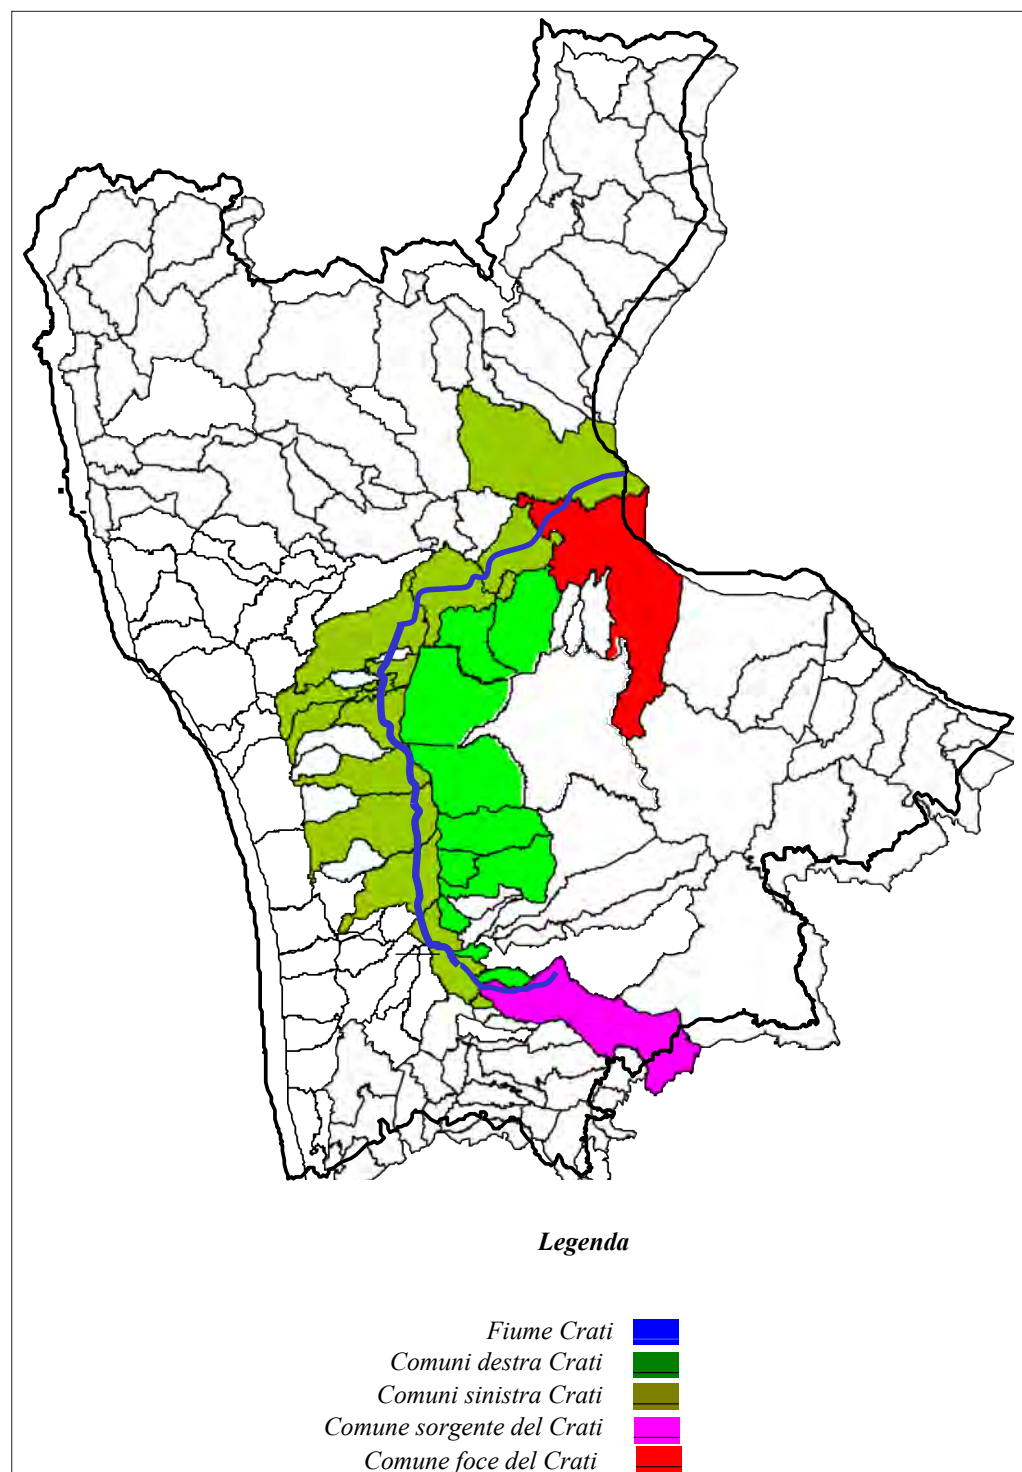 Legenda
Fiume Crati
Comuni destra Crati
Comuni sinistra Crati
Comune sorgente del Crati
Comune foce del Crati